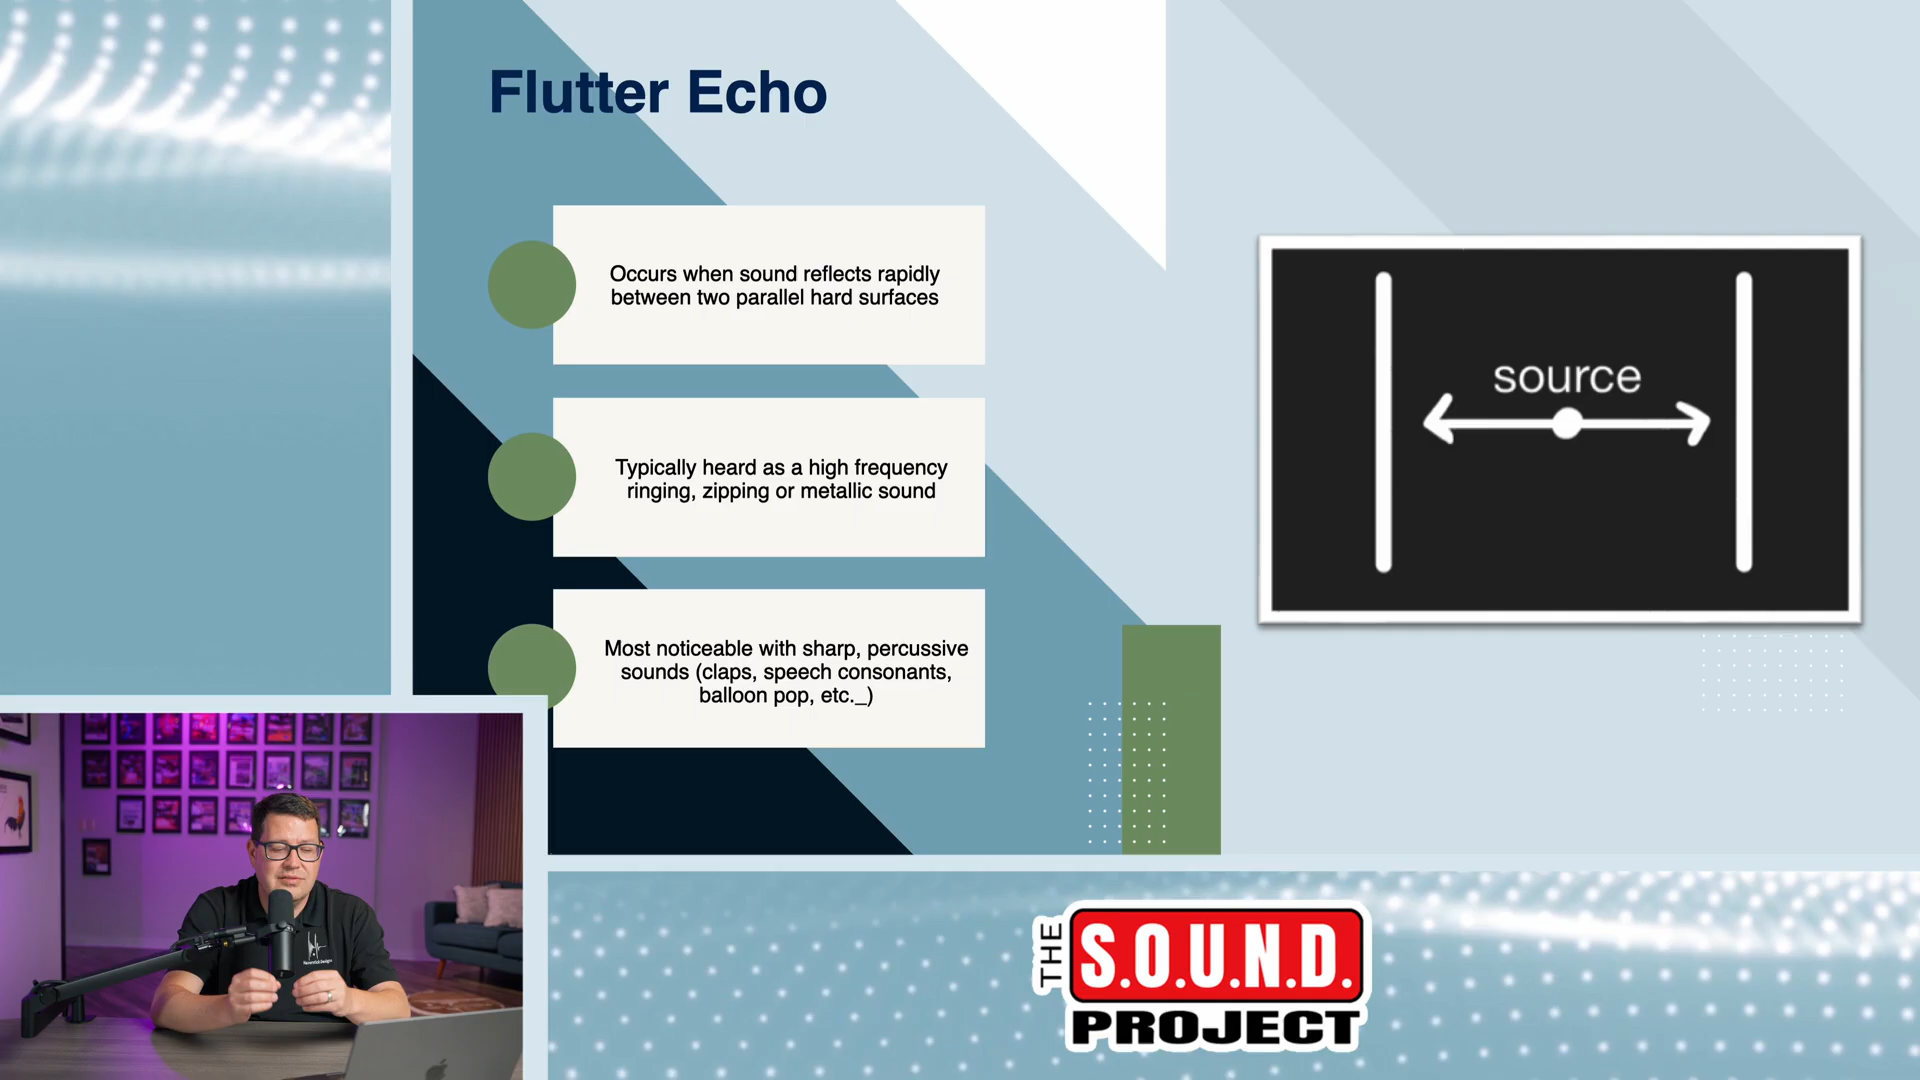 Flutter Echo
Occurs when sound reflects rapidly
between two parallel hard surfaces
Typically heard as a high frequency
ringing, zipping or metallic sound
Most noticeable with sharp, percussive
sounds (claps, speech consonants,
balloon pop, etc._)
source
THE
S.O.U.N.D.
PROJECT